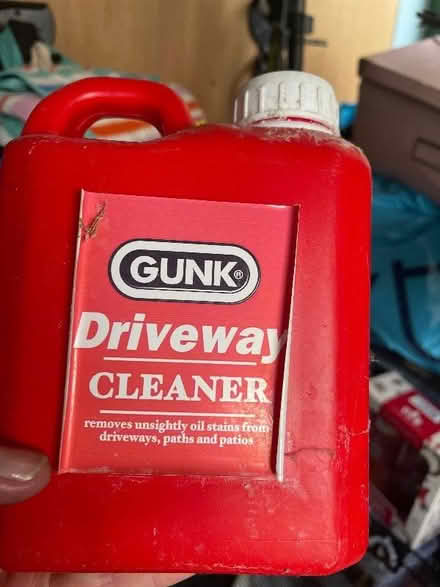 GUNK®
Driveway
CLEANER
removes unsightly oil stains from
driveways, paths and patios